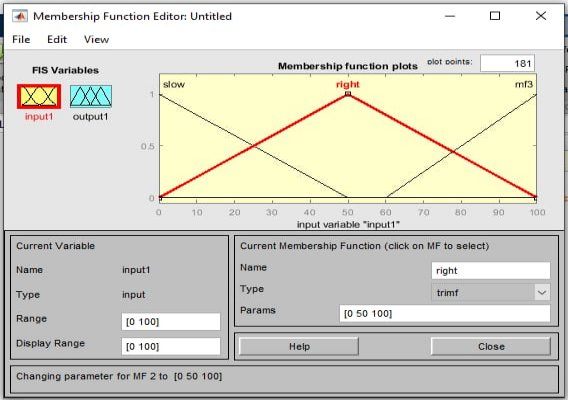 Membership Function Editor: Untitled
File Edit View
FIS Variables
input1 output1
Membership function plots plot points: 181
slow right mf3
1
0.5
0
0 10 20 30 40 50 60 70 80 90 100
input variable "input1"
Current Variable
Name input1
Type input
Range [0 100]
Display Range [0 100]
Current Membership Function (click on MF to select)
Name right
Type trimf
Params [0 50 100]
Help Close
Changing parameter for MF 2 to [0 50 100]